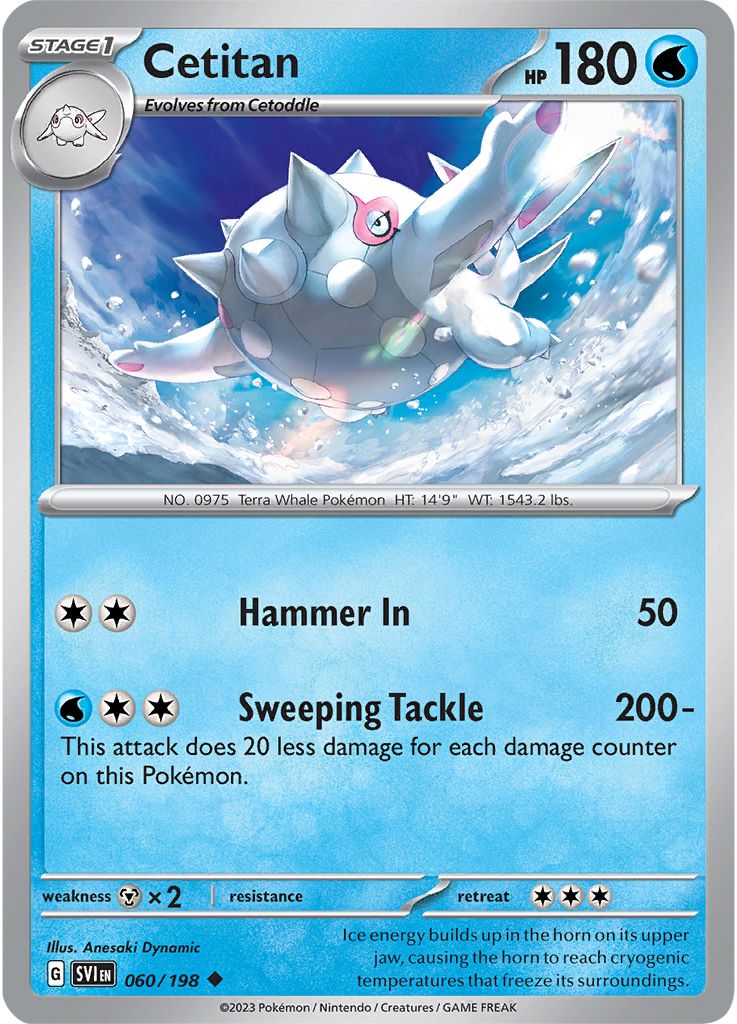 STAGE1
Cetitan
HP 180
Evolves from Cetoddle
NO. 0975 Terra Whale Pokémon HT: 14'9" WT: 1543.2 lbs.
Hammer In 50
Sweeping Tackle 200-
This attack does 20 less damage for each damage counter
on this Pokémon.
weakness ×2 resistance retreat
Illus. Anesaki Dynamic
Ice energy builds up in the horn on its upper
jaw, causing the horn to reach cryogenic
temperatures that freeze its surroundings.
G SVI EN 060/198
©2023 Pokémon / Nintendo / Creatures / GAME FREAK